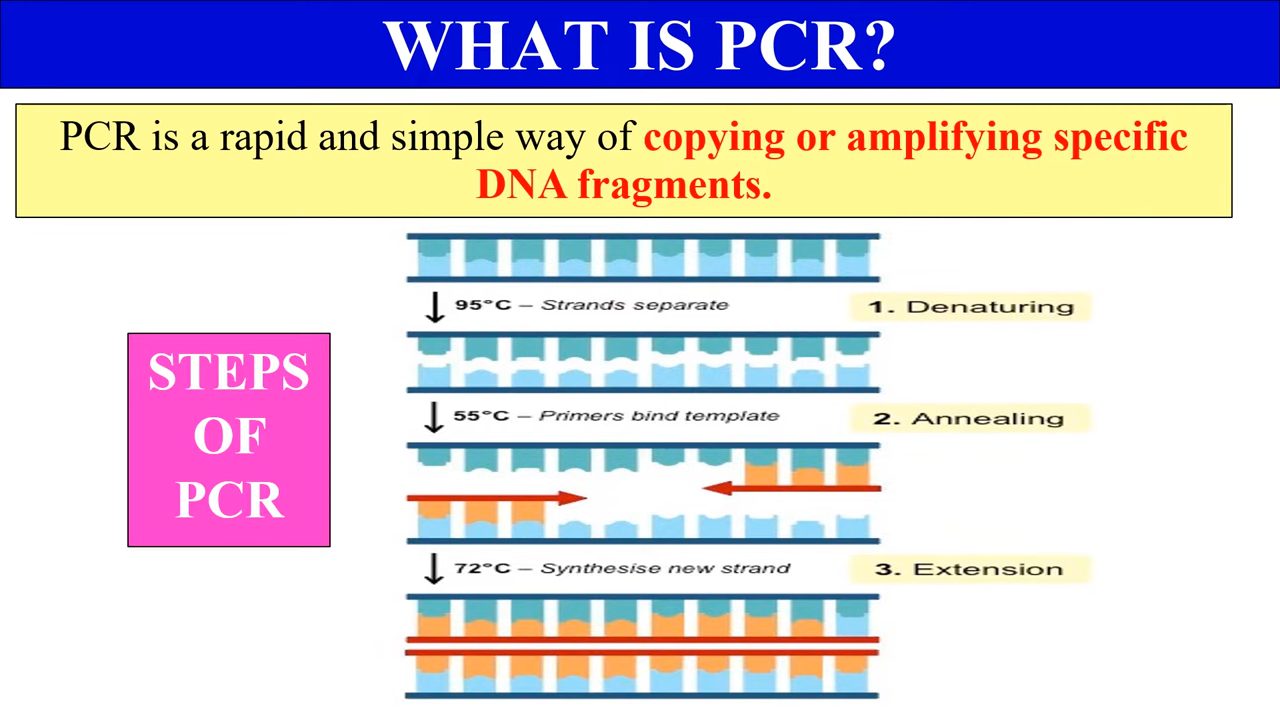 WHAT IS PCR?
PCR is a rapid and simple way of copying or amplifying specific
DNA fragments.
95°C – Strands separate
1. Denaturing
STEPS
OF
PCR
55°C – Primers bind template
2. Annealing
72°C – Synthesise new strand
3. Extension